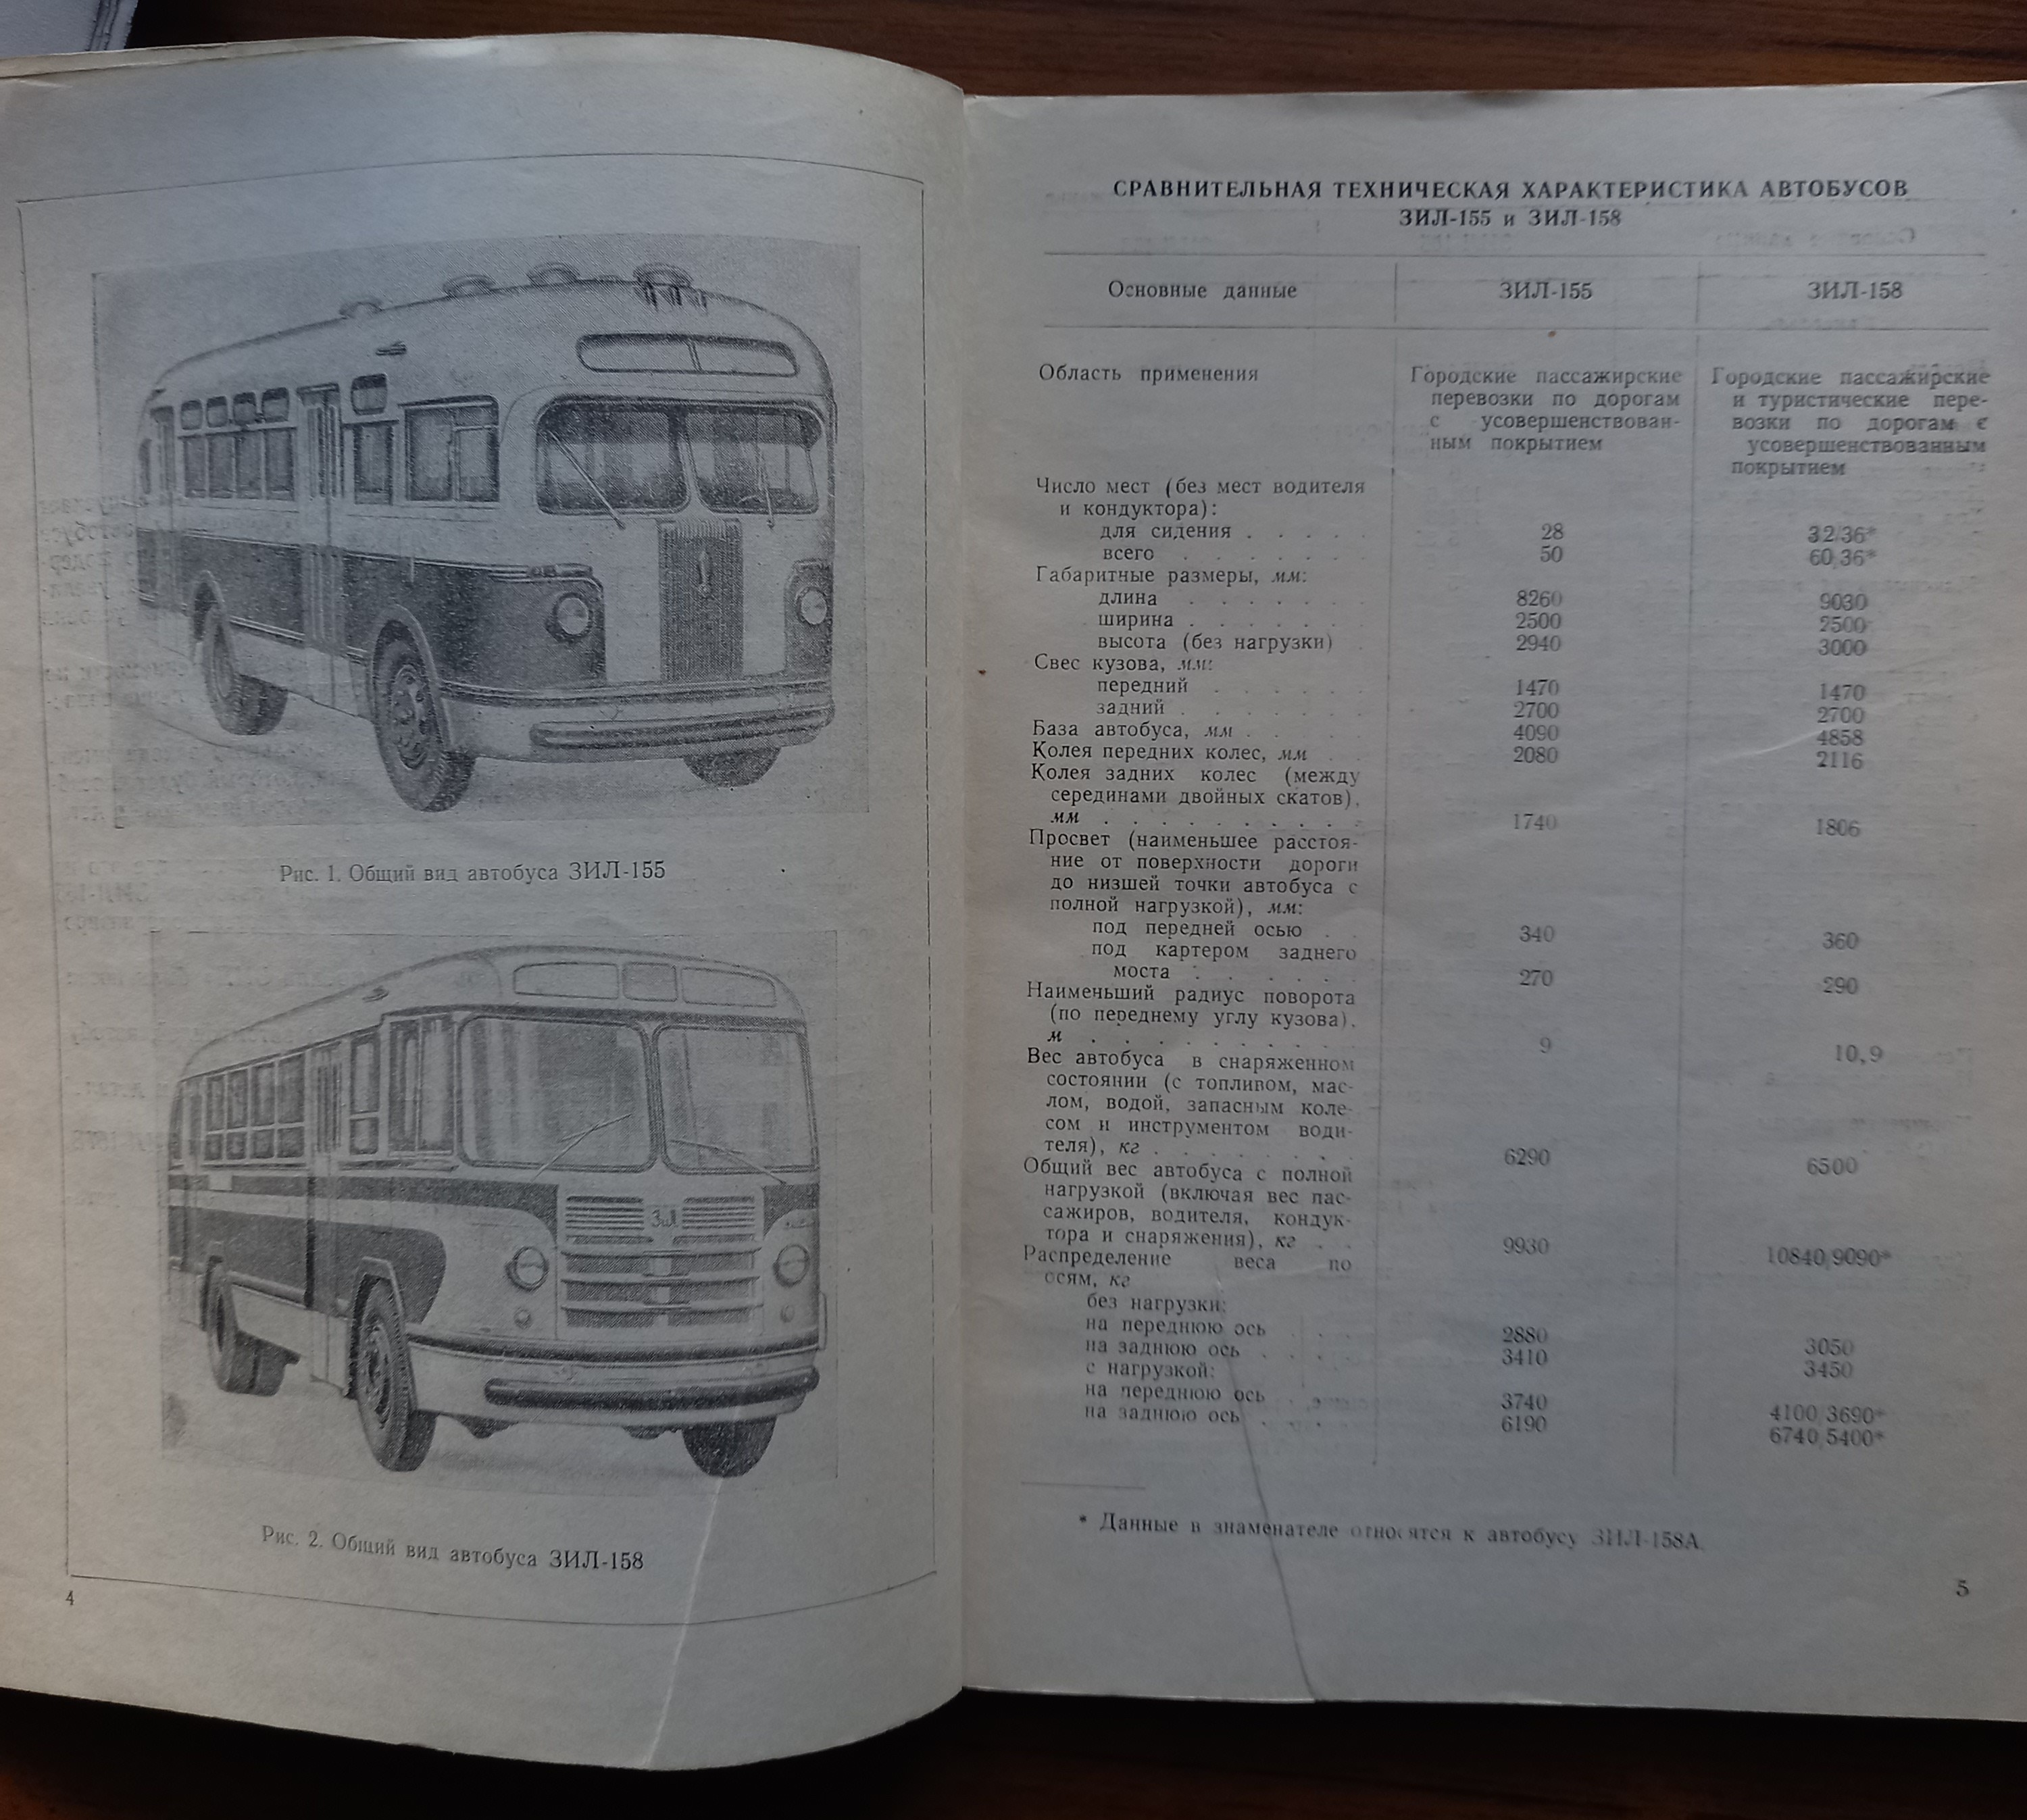 Рис. 1. Общий вид автобуса ЗИЛ-155
ЗиЛ
Рис. 2. Общий вид автобуса ЗИЛ-158
4
СРАВНИТЕЛЬНАЯ ТЕХНИЧЕСКАЯ ХАРАКТЕРИСТИКА АВТОБУСОВ
ЗИЛ-155 и ЗИЛ-158
Основные данные ЗИЛ-155 ЗИЛ-158
Область применения Городские пассажирские Городские пассажирские
перевозки по дорогам и туристические пере-
с усовершенствован- возки по дорогам с
ным покрытием усовершенствованным
покрытием
Число мест (без мест водителя
и кондуктора):
для сидения . . . . . 28 32/36*
всего . . . . . . . 50 60/36*
Габаритные размеры, мм:
длина . . . . . . . 8260 9030
ширина . . . . . . 2500 2500
высота (без нагрузки) . 2940 3000
Свес кузова, мм:
передний . . . . . . 1470 1470
задний . . . . . . . 2700 2700
База автобуса, мм . . . . 4090 4858
Колея передних колес, мм . . 2080 2116
Колея задних колес (между
серединами двойных скатов),
мм . . . . . . . . . . 1740 1806
Просвет (наименьшее расстоя-
ние от поверхности дороги
до низшей точки автобуса с
полной нагрузкой), мм:
под передней осью . . 340 360
под картером заднего
моста . . . . . . 270 290
Наименьший радиус поворота
(по переднему углу кузова),
м . . . . . . . . . 9 10,9
Вес автобуса в снаряженном
состоянии (с топливом, мас-
лом, водой, запасным коле-
сом и инструментом води-
теля), кг . . . . . . . 6290 6500
Общий вес автобуса с полной
нагрузкой (включая вес пас-
сажиров, водителя, кондук-
тора и снаряжения), кг . . 9930 10840/9090*
Распределение веса по
осям, кг
без нагрузки:
на переднюю ось . . . 2880 3050
на заднюю ось . . . . 3410 3450
с нагрузкой:
на переднюю ось . . . 3740 4100/3690*
на заднюю ось . . . . 6190 6740/5400*
* Данные в знаменателе относятся к автобусу ЗИЛ-158А.
5